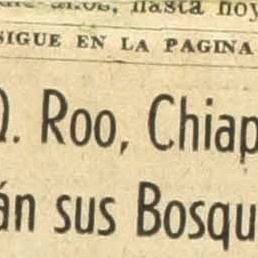 hasta hoy
SIGUE EN LA PAGINA
Q. Roo, Chiap
án sus Bosqu